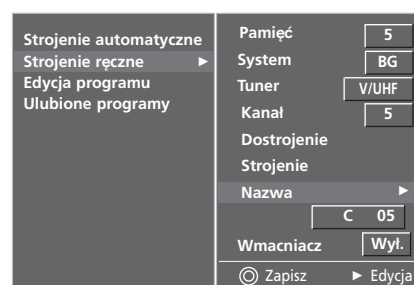 Strojenie automatyczne
Strojenie ręczne ►
Edycja programu
Ulubione programy
Pamięć 5
System BG
Tuner V/UHF
Kanał 5
Dostrojenie
Strojenie
Nazwa ►
C 05
Wmacniacz Wył.
Zapisz ► Edycja